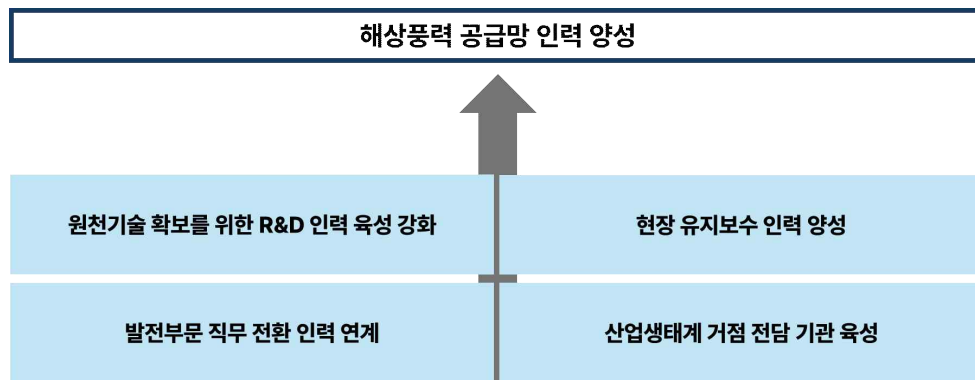 해상풍력 공급망 인력 양성
원천기술 확보를 위한 R&D 인력 육성 강화
현장 유지보수 인력 양성
발전부문 직무 전환 인력 연계
산업생태계 거점 전담 기관 육성